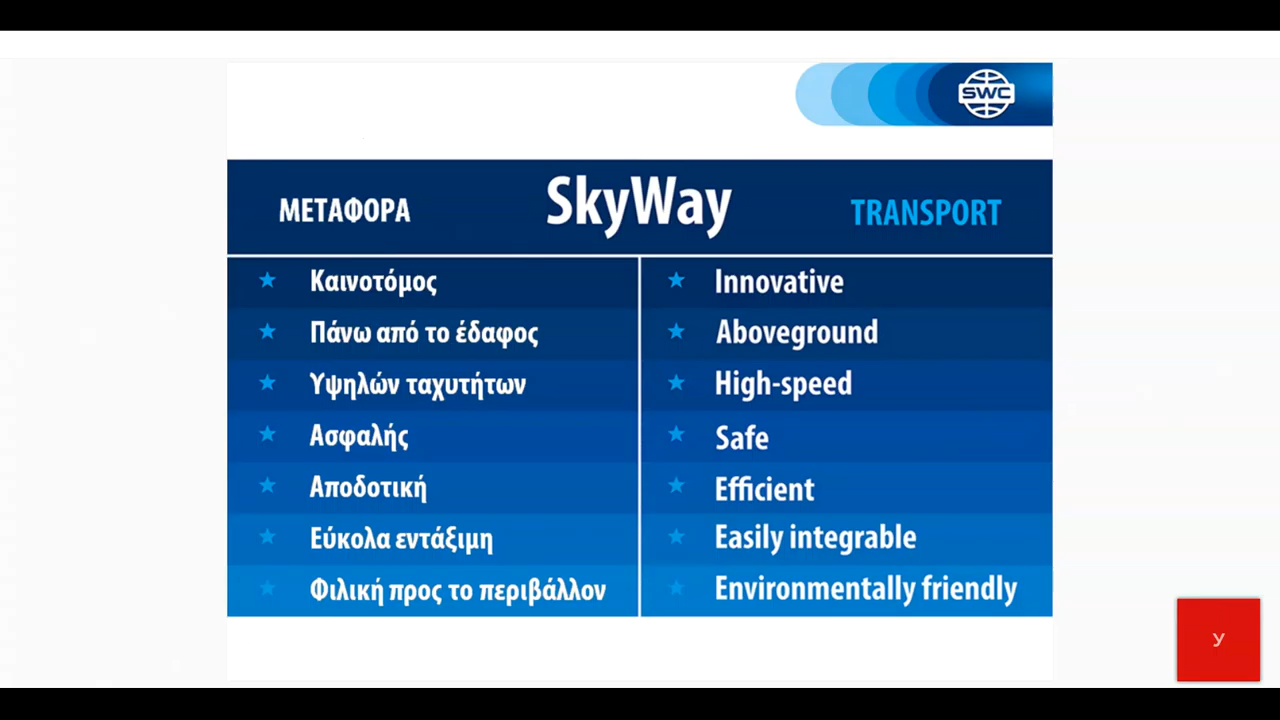 SWC
ΜΕΤΑΦΟΡΑ SkyWay TRANSPORT
Καινοτόμος
Πάνω από το έδαφος
Υψηλών ταχυτήτων
Ασφαλής
Αποδοτική
Εύκολα εντάξιμη
Φιλική προς το περιβάλλον
Innovative
Aboveground
High-speed
Safe
Efficient
Easily integrable
Environmentally friendly
У